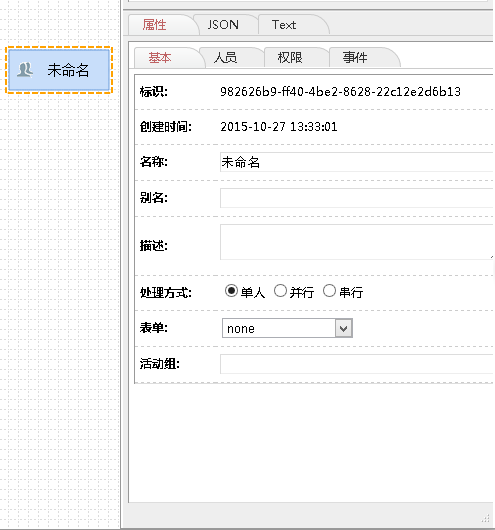 属性 JSON Text
未命名
基本 人员 权限 事件
标识: 982626b9-ff40-4be2-8628-22c12e2d6b13
创建时间: 2015-10-27 13:33:01
名称: 未命名
别名:
描述:
处理方式: 单人 并行 串行
表单: none
活动组: